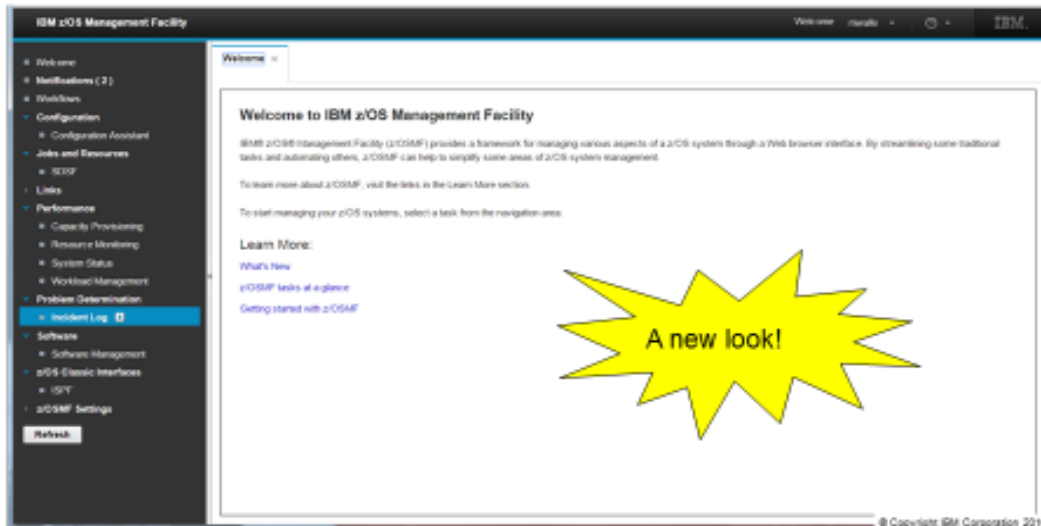 IBM z/OS Management Facility
Welcome
IBM.
Welcome
Notifications ( 2 )
Workflows
Configuration
Configuration Assistant
Jobs and Resources
SDSF
Links
Performance
Capacity Provisioning
Resource Monitoring
System Status
Workload Management
Problem Determination
Incident Log
Software
Software Management
z/OS Classic Interfaces
ISPF
z/OSMF Settings
Refresh
Welcome
Welcome to IBM z/OS Management Facility
IBM® z/OS® Management Facility (z/OSMF) provides a framework for managing various aspects of a z/OS system through a Web browser interface. By streamlining some traditional
tasks and automating others, z/OSMF can help to simplify some areas of z/OS system management.
To learn more about z/OSMF, visit the links in the Learn More section.
To start managing your z/OS systems, select a task from the navigation area.
Learn More:
What's New
z/OSMF tasks at a glance
Getting started with z/OSMF
A new look!
© Copyright IBM Corporation